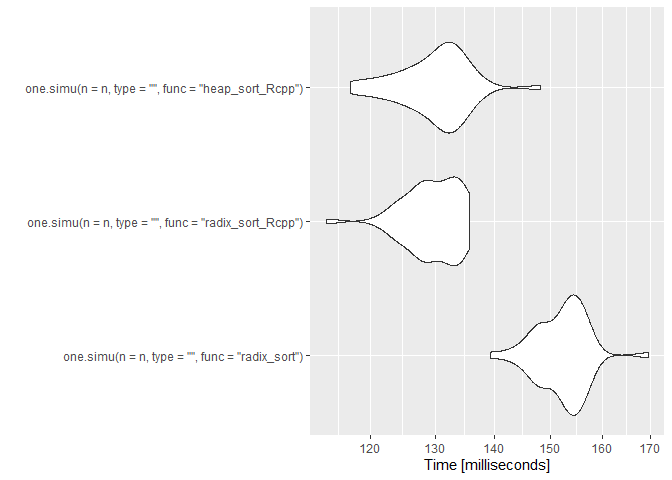 one.simu(n = n, type = "", func = "heap_sort_Rcpp")
one.simu(n = n, type = "", func = "radix_sort_Rcpp")
one.simu(n = n, type = "", func = "radix_sort")
120 130 140 150 160 170
Time [milliseconds]